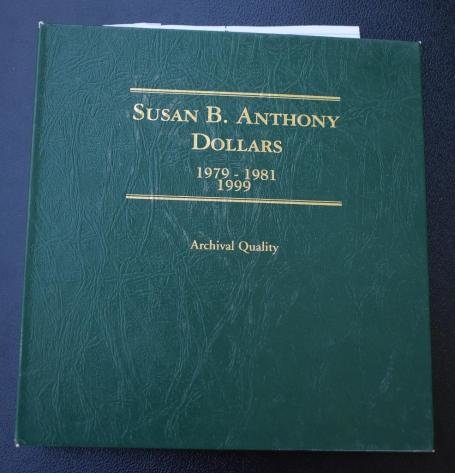 SUSAN B. ANTHONY
DOLLARS
1979 - 1981
1999
Archival Quality